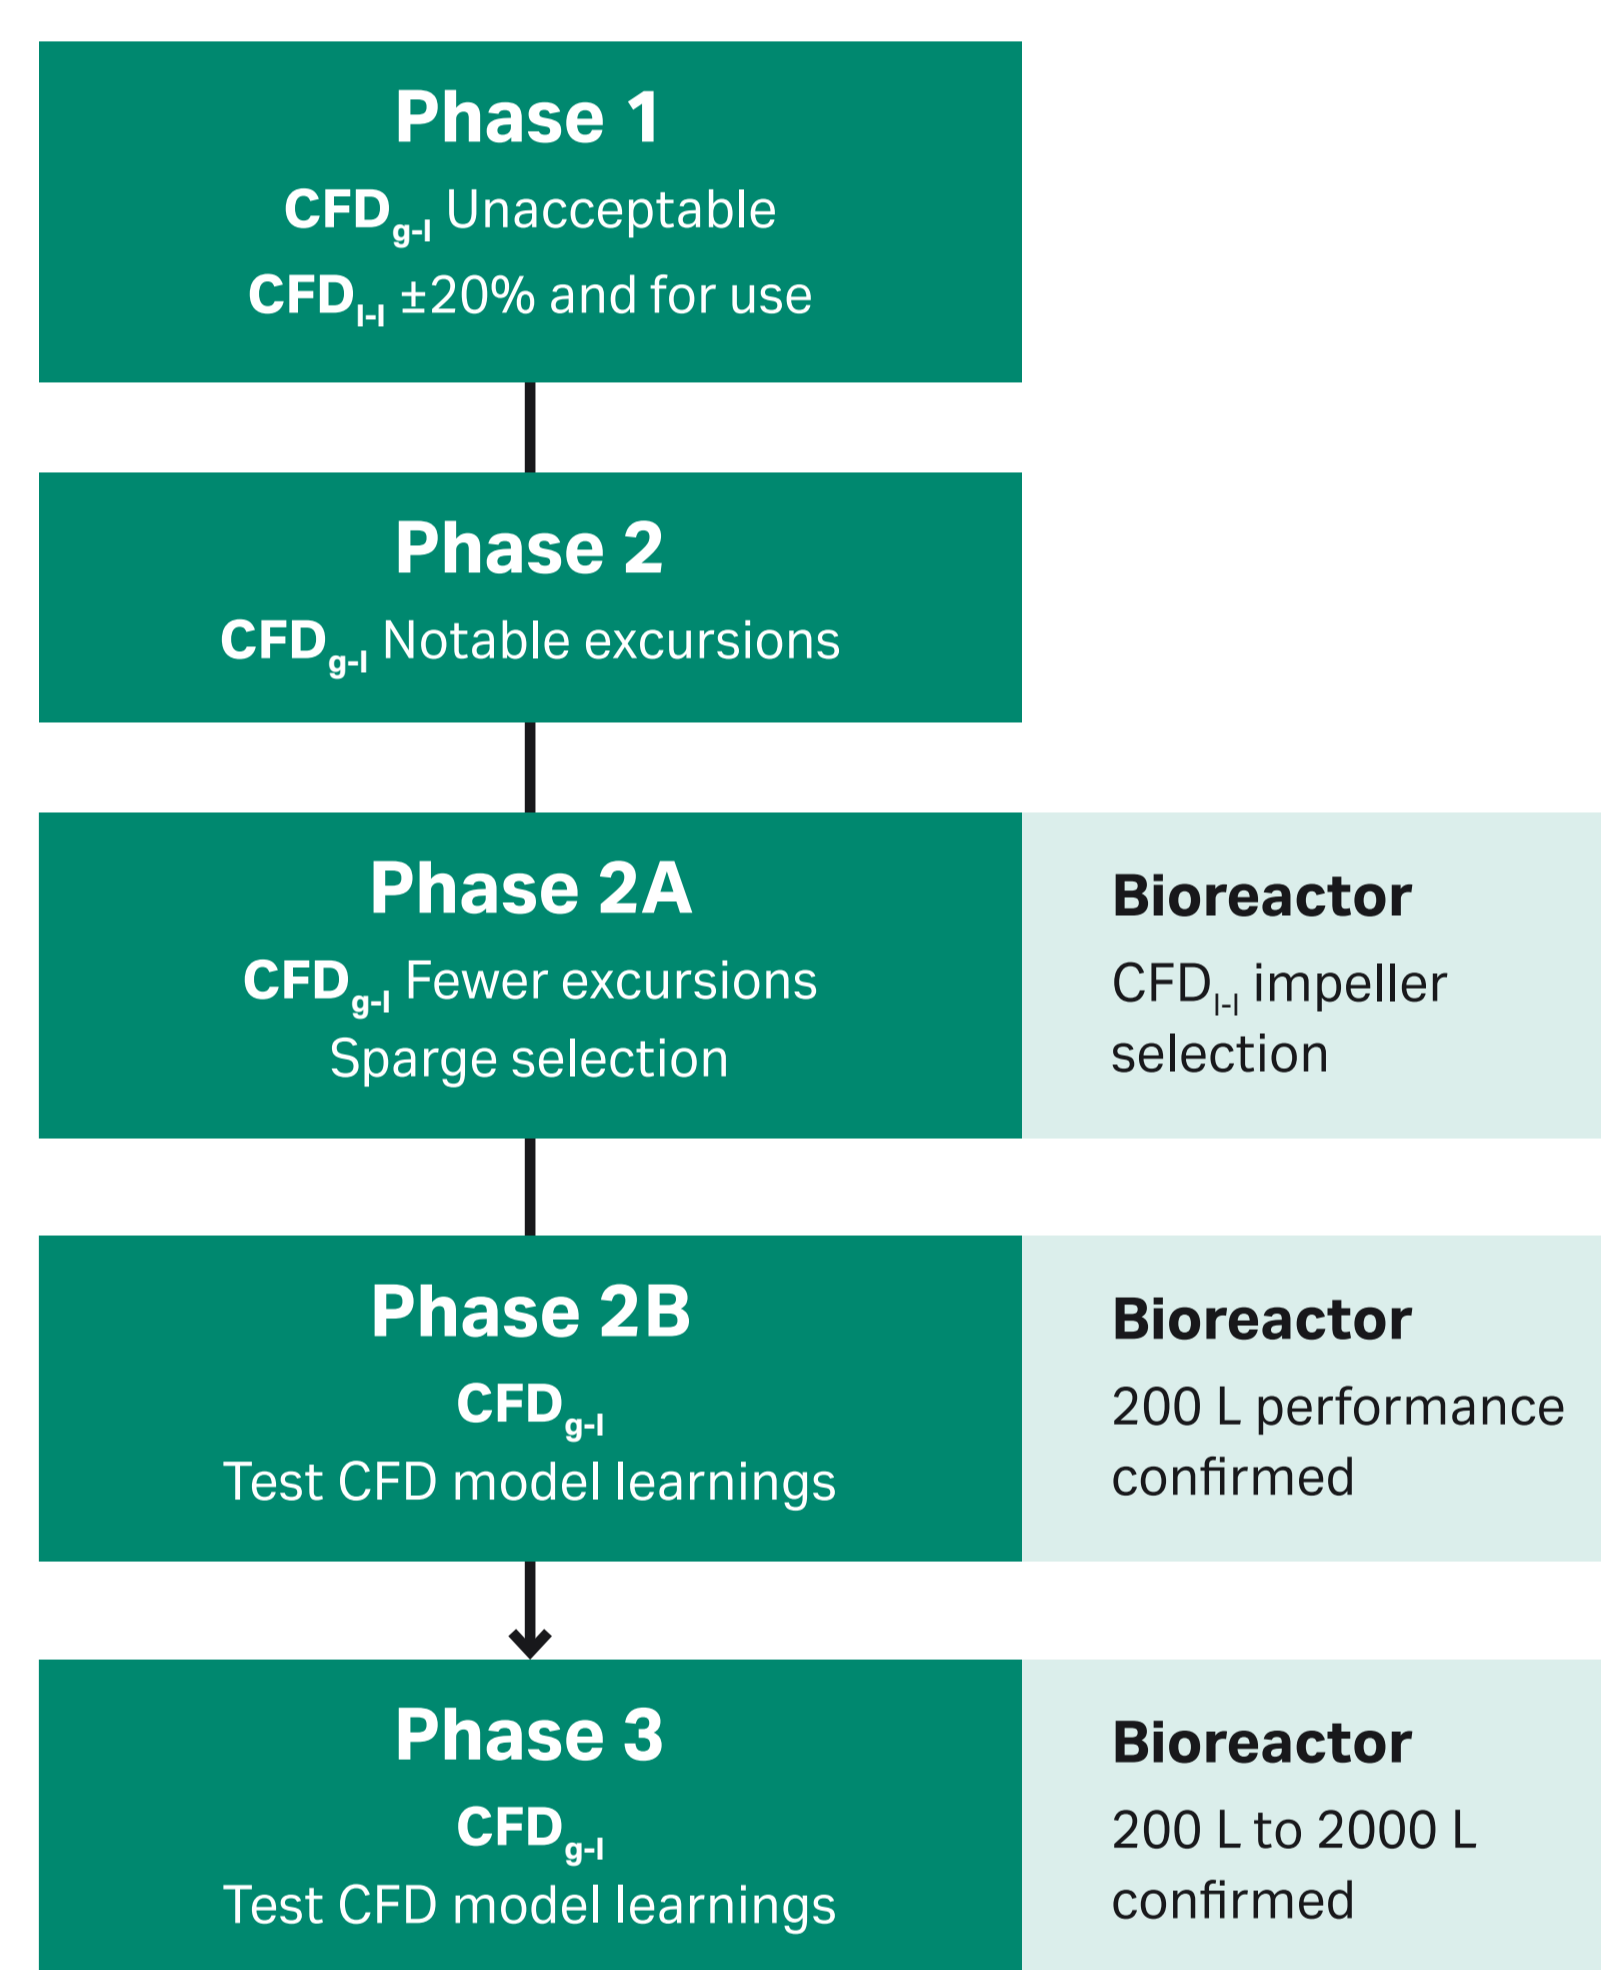 Phase 1
CFDg-l Unacceptable
CFDl-l ±20% and for use
Phase 2
CFDg-l Notable excursions
Phase 2A
CFDg-l Fewer excursions
Sparge selection
Bioreactor
CFDl-l impeller
selection
Phase 2B
CFDg-l
Test CFD model learnings
Bioreactor
200 L performance
confirmed
Phase 3
CFDg-l
Test CFD model learnings
Bioreactor
200 L to 2000 L
confirmed